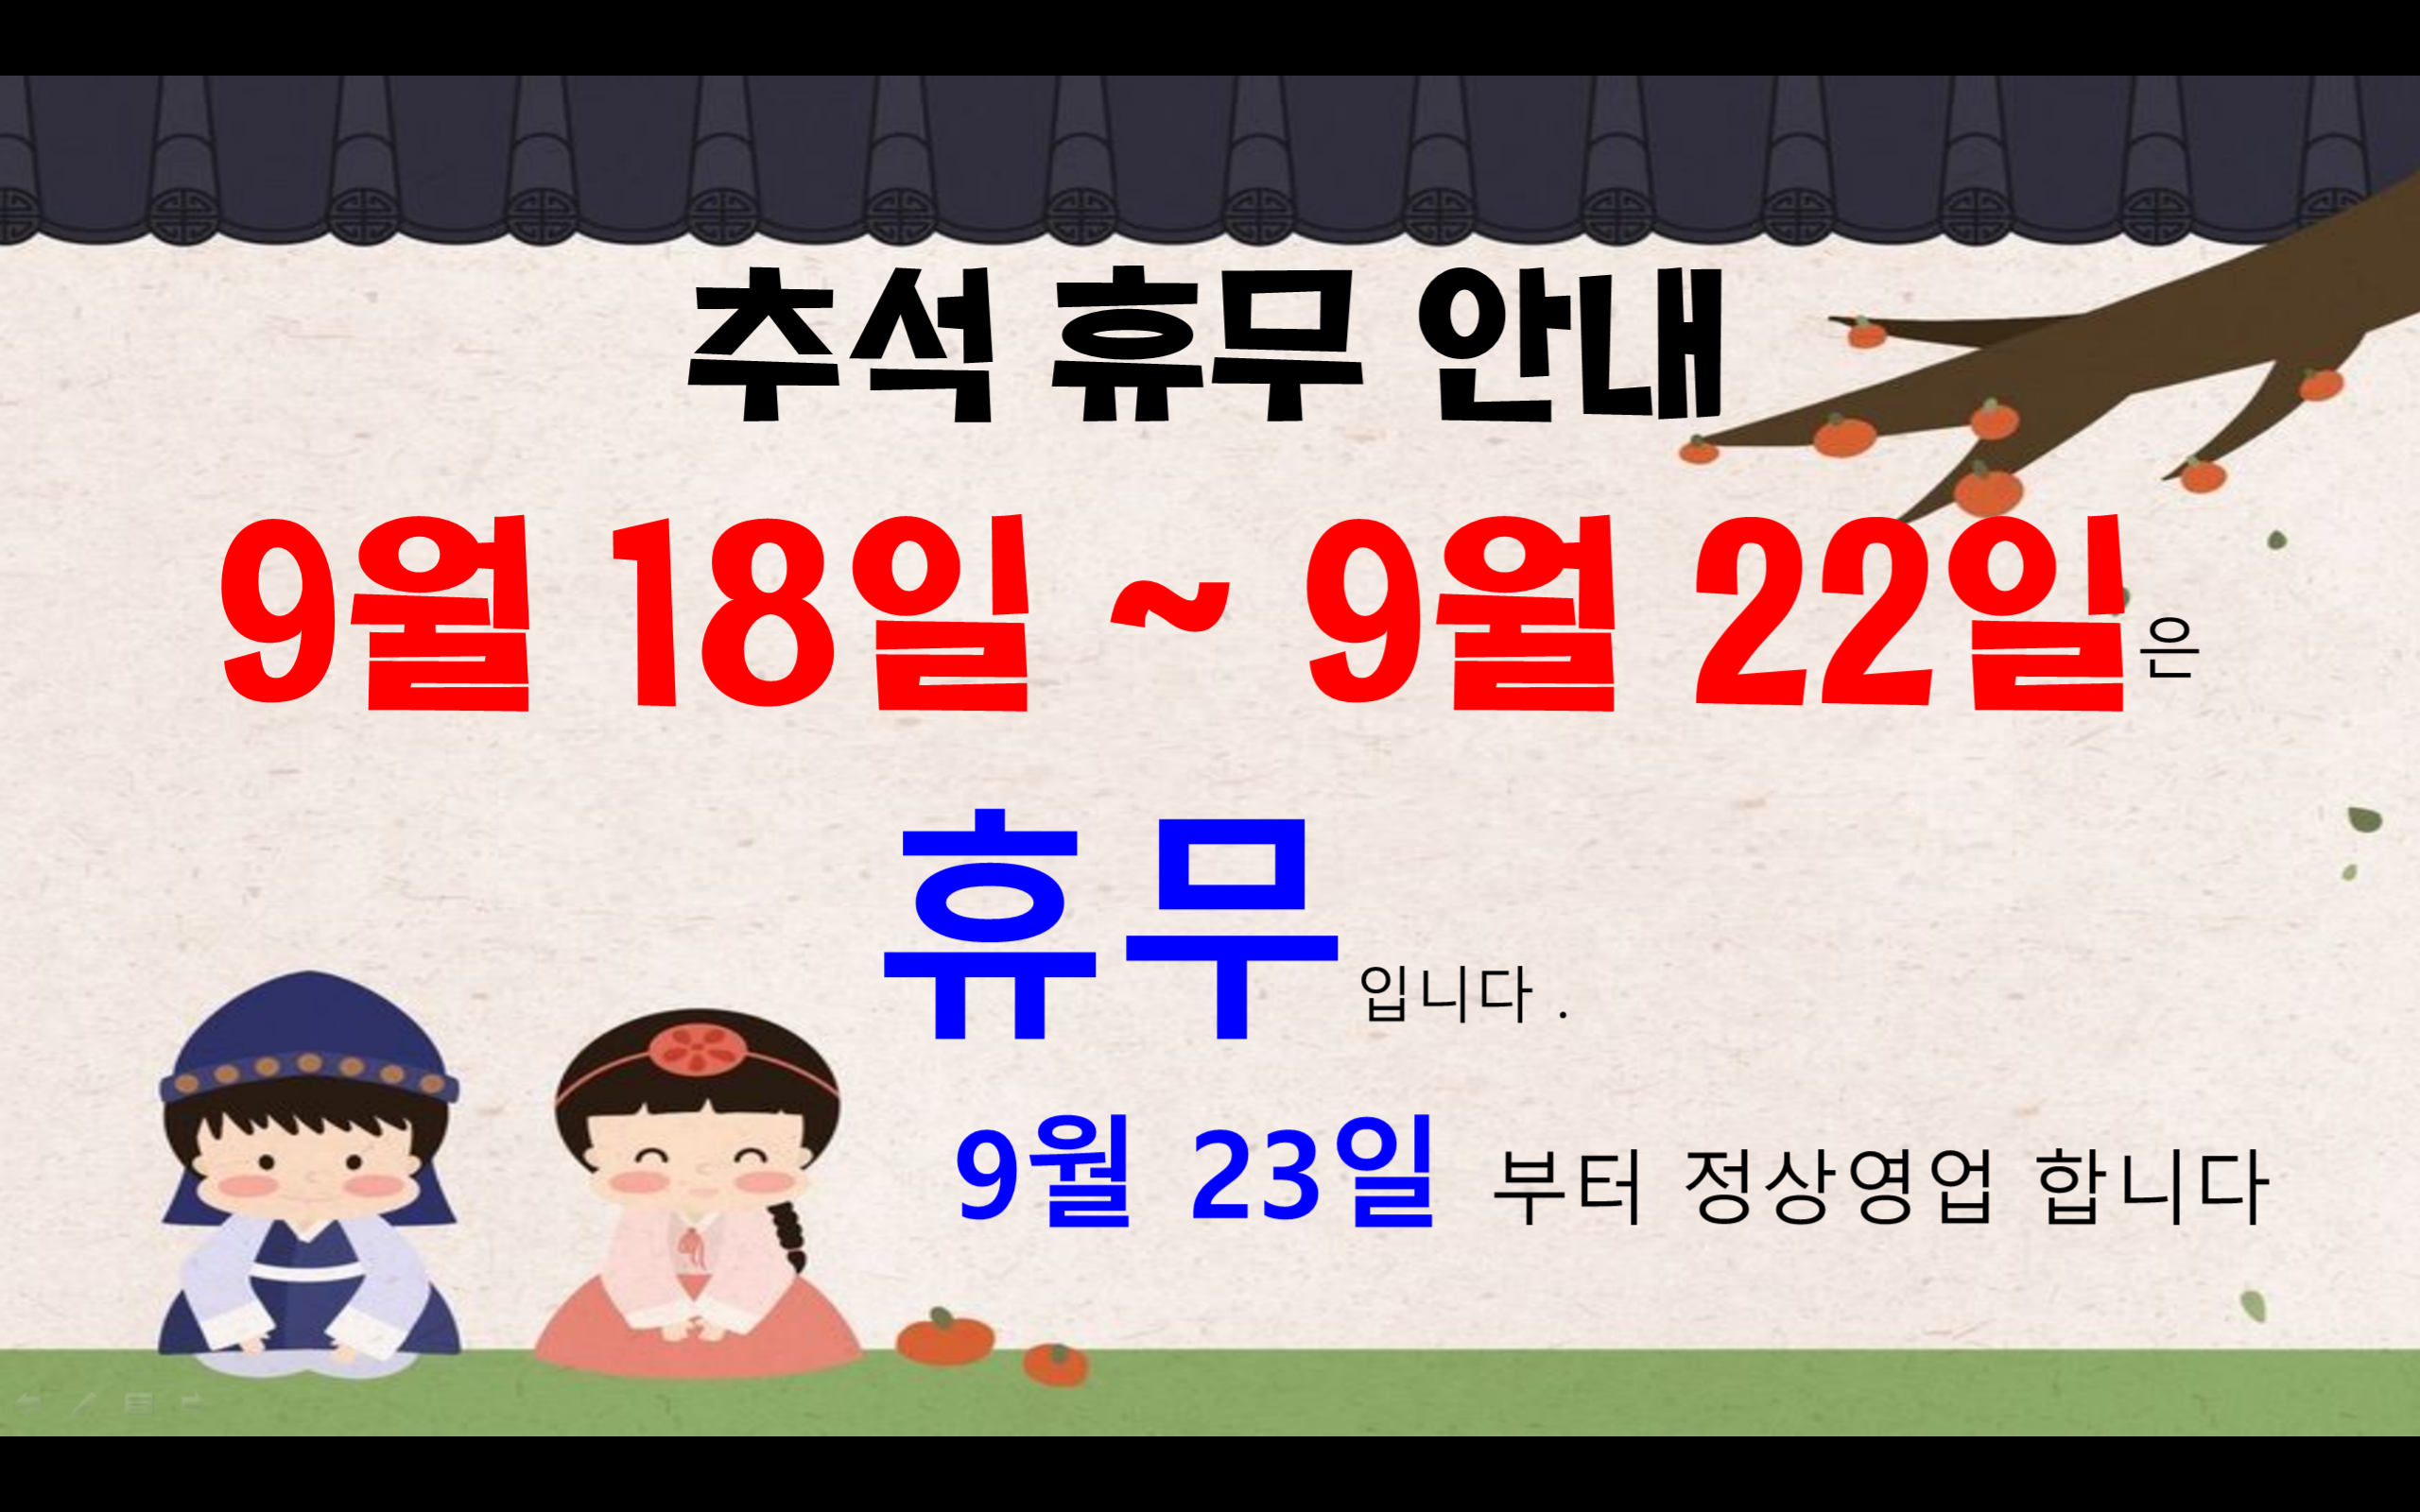 추석 휴무 안내
9월 18일 ~ 9월 22일은
휴무입니다 .
9월 23일 부터 정상영업 합니다